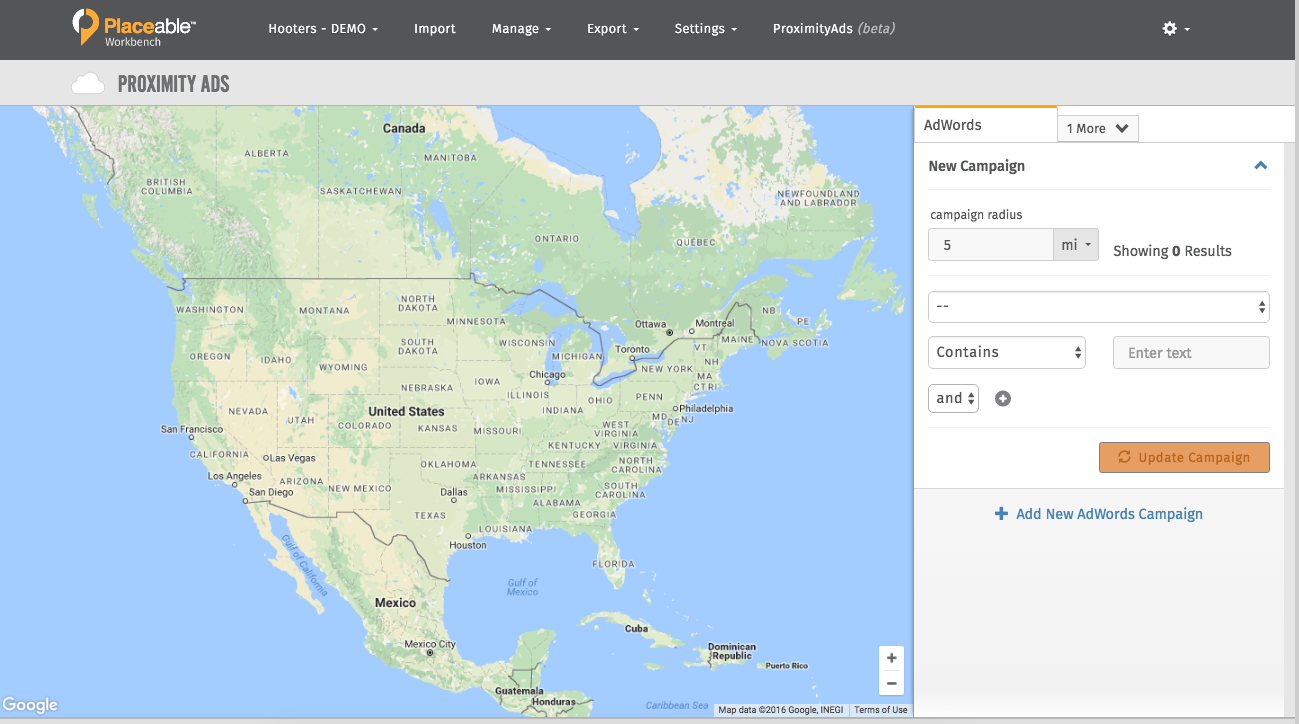 Placeable™
Workbench
Hooters - DEMO
Import
Manage
Export
Settings
ProximityAds (beta)
PROXIMITY ADS
AdWords
1 More
New Campaign
campaign radius
5
mi
Showing 0 Results
--
Contains
Enter text
and
Update Campaign
Add New AdWords Campaign
Canada
ALBERTA
MANITOBA
BRITISH
COLUMBIA
SASKATCHEWAN
NEWFOUNDLAND
AND LABRADOR
ONTARIO
QUÉBEC
WASHINGTON
MONTANA
NORTH
DAKOTA
MINNESOTA
Ottawa
Montreal
NB
PE
MAINE
NOVA SCOTIA
OREGON
IDAHO
SOUTH
DAKOTA
WISCONSIN
MICHIGAN
Toronto
VT
NH
WYOMING
Chicago
NEW YORK
MA
CT RI
NEBRASKA
IOWA
ILLINOIS
OHIO
PENN
NEVADA
UTAH
COLORADO
United States
KANSAS
MISSOURI
INDIANA
Philadelphia
MD
DE
NJ
WEST
VIRGINIA
San Francisco
KENTUCKY
VIRGINIA
CALIFORNIA
Las Vegas
OKLAHOMA
TENNESSEE
NORTH
CAROLINA
Los Angeles
ARIZONA
NEW MEXICO
ARKANSAS
San Diego
Dallas
MISSISSIPPI
SOUTH
CAROLINA
ALABAMA
TEXAS
GEORGIA
LOUISIANA
Houston
Gulf of California
FLORIDA
Gulf of
Mexico
Mexico
Cuba
Mexico City
Dominican
Republic
Puerto Rico
Guatemala
Honduras
Caribbean Sea
+
−
Google
Map data ©2016 Google, INEGI
Terms of Use